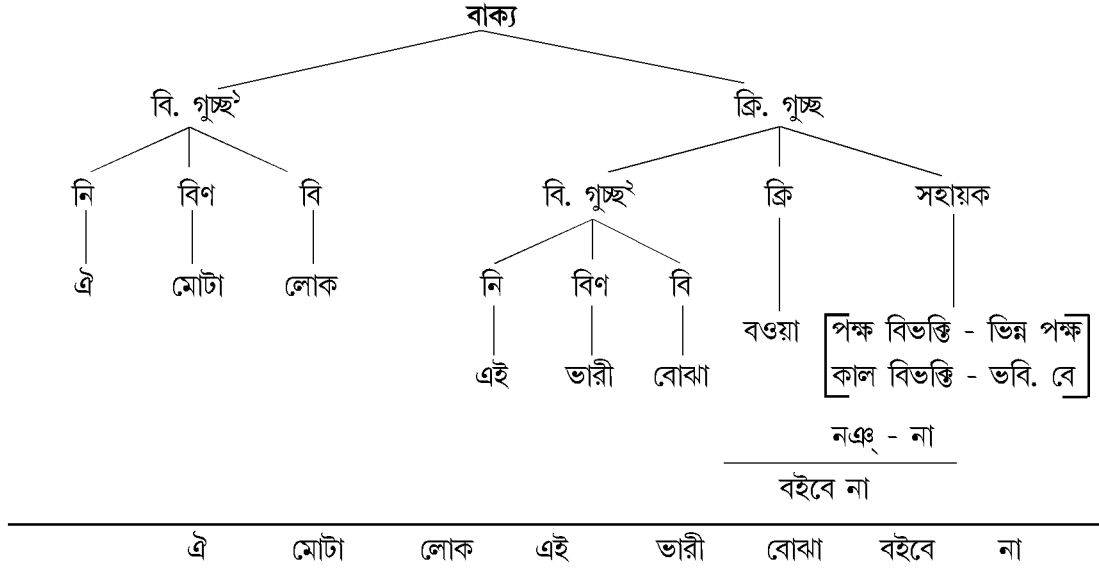 বাক্য
বি. গুচ্ছ১ ক্রি. গুচ্ছ
নি বিণ বি বি. গুচ্ছ২ ক্রি সহায়ক
ঐ মোটা লোক নি বিণ বি
বওয়া পক্ষ বিভক্তি - ভিন্ন পক্ষ
এই ভারী বোঝা কাল বিভক্তি - ভবি. বে
নঞ্ - না
বইবে না
ঐ মোটা লোক এই ভারী বোঝা বইবে না